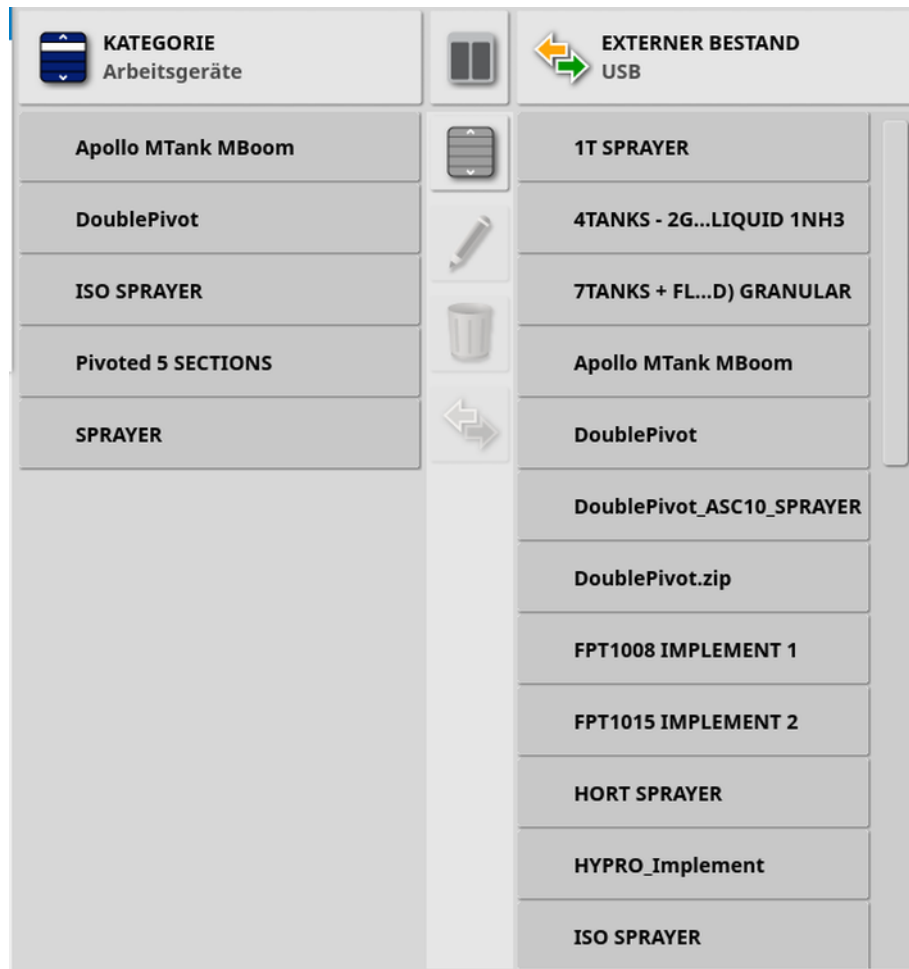 KATEGORIE
Arbeitsgeräte
EXTERNER BESTAND
USB
Apollo MTank MBoom
DoublePivot
ISO SPRAYER
Pivoted 5 SECTIONS
SPRAYER
1T SPRAYER
4TANKS - 2G...LIQUID 1NH3
7TANKS + FL...D) GRANULAR
Apollo MTank MBoom
DoublePivot
DoublePivot_ASC10_SPRAYER
DoublePivot.zip
FPT1008 IMPLEMENT 1
FPT1015 IMPLEMENT 2
HORT SPRAYER
HYPRO_Implement
ISO SPRAYER